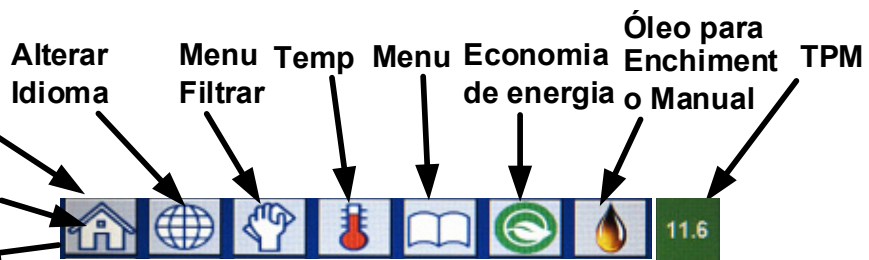 Alterar
Idioma
Menu
Filtrar
Temp
Menu
Economia
de energia
Óleo para
Enchiment
o Manual
TPM
11.6